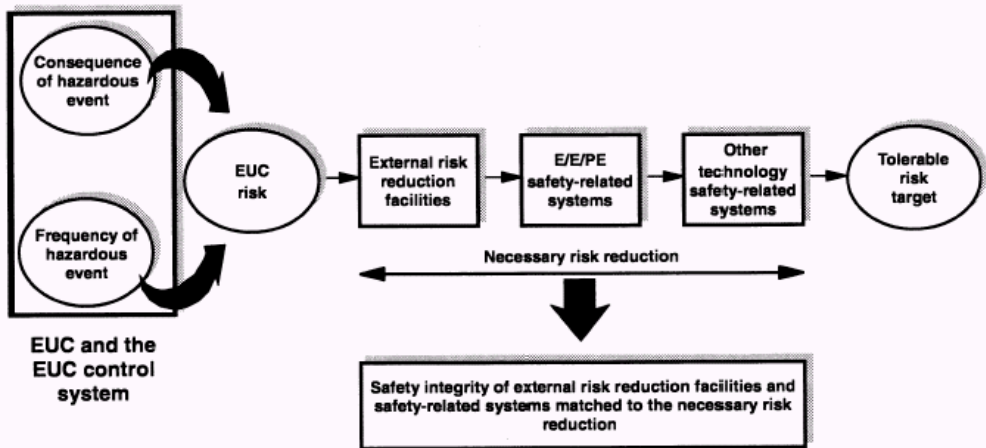 Consequence
of hazardous
event
Frequency of
hazardous
event
EUC and the
EUC control
system
EUC
risk
External risk
reduction
facilities
E/E/PE
safety-related
systems
Other
technology
safety-related
systems
Tolerable
risk
target
Necessary risk reduction
Safety integrity of external risk reduction facilities and
safety-related systems matched to the necessary risk
reduction